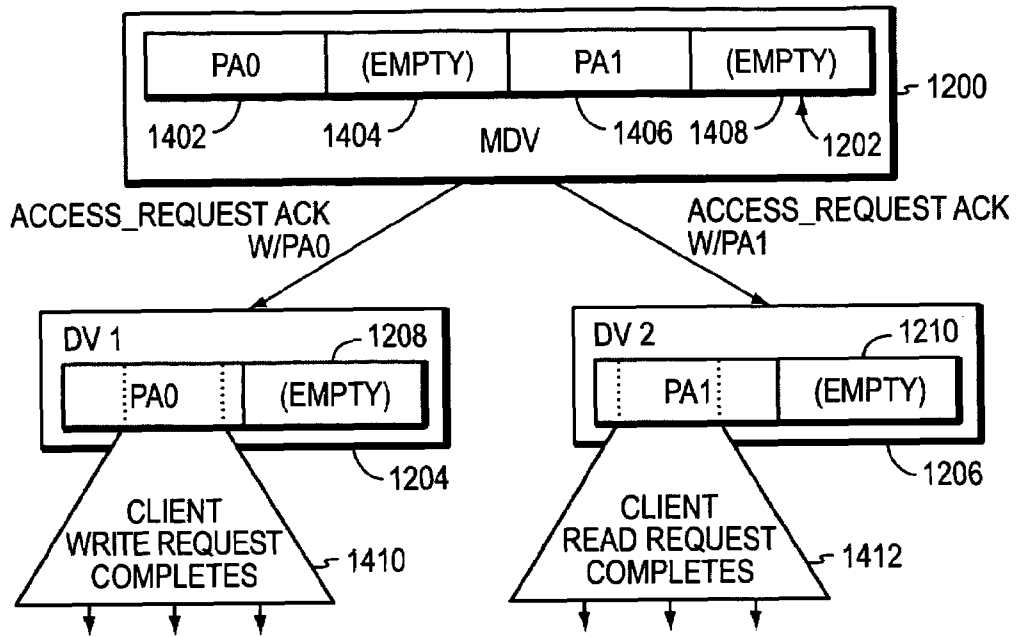 PA0 (EMPTY) PA1 (EMPTY)
1200
1402 1404 1406 1408 1202
MDV
ACCESS_REQUEST ACK
W/PA0
ACCESS_REQUEST ACK
W/PA1
DV 1 1208
PA0 (EMPTY)
1204
DV 2 1210
PA1 (EMPTY)
1206
CLIENT
WRITE REQUEST
COMPLETES
1410
CLIENT
READ REQUEST
COMPLETES
1412